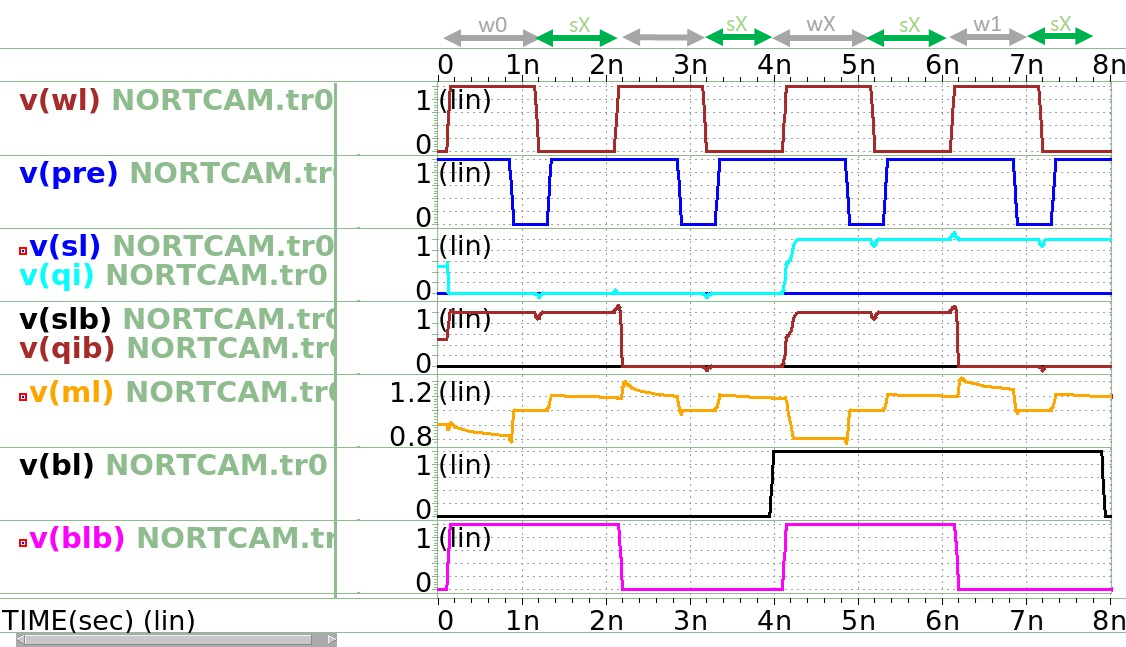 w0 sX sX wX sX w1 sX
0 1n 2n 3n 4n 5n 6n 7n 8n
v(wl) NORTCAM.tr0 1 (lin)
0
v(pre) NORTCAM.tr 1 (lin)
0
v(sl) NORTCAM.tr0 1 (lin)
v(qi) NORTCAM.tr0 0
v(slb) NORTCAM.tr0 1 (lin)
v(qib) NORTCAM.tr0 0
v(ml) NORTCAM.tr0 1.2 (lin)
0.8
v(bl) NORTCAM.tr0 1 (lin)
0
v(blb) NORTCAM.tr 1 (lin)
0
TIME(sec) (lin) 0 1n 2n 3n 4n 5n 6n 7n 8n